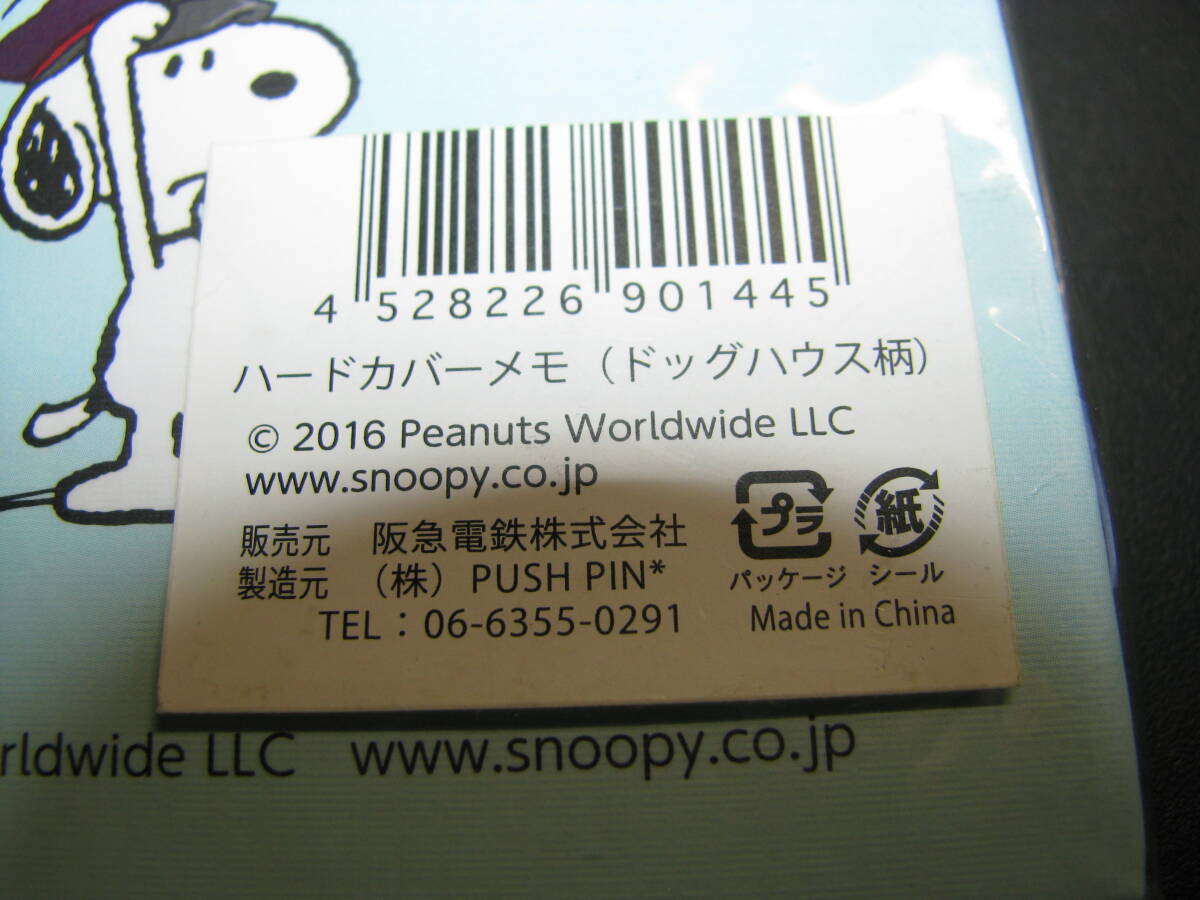 4 528226 901445
ハードカバーメモ（ドッグハウス柄）
© 2016 Peanuts Worldwide LLC
www.snoopy.co.jp
販売元 阪急電鉄株式会社
製造元 （株）PUSH PIN*
TEL：06-6355-0291
プラ 紙
パッケージ シール
Made in China
rldwide LLC www.snoopy.co.jp